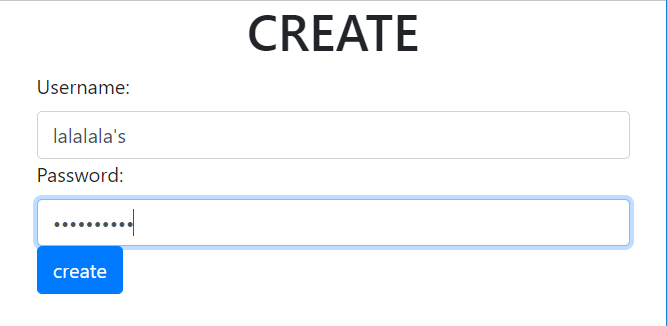 CREATE
Username:
lalalala's
Password:
••••••••••
create